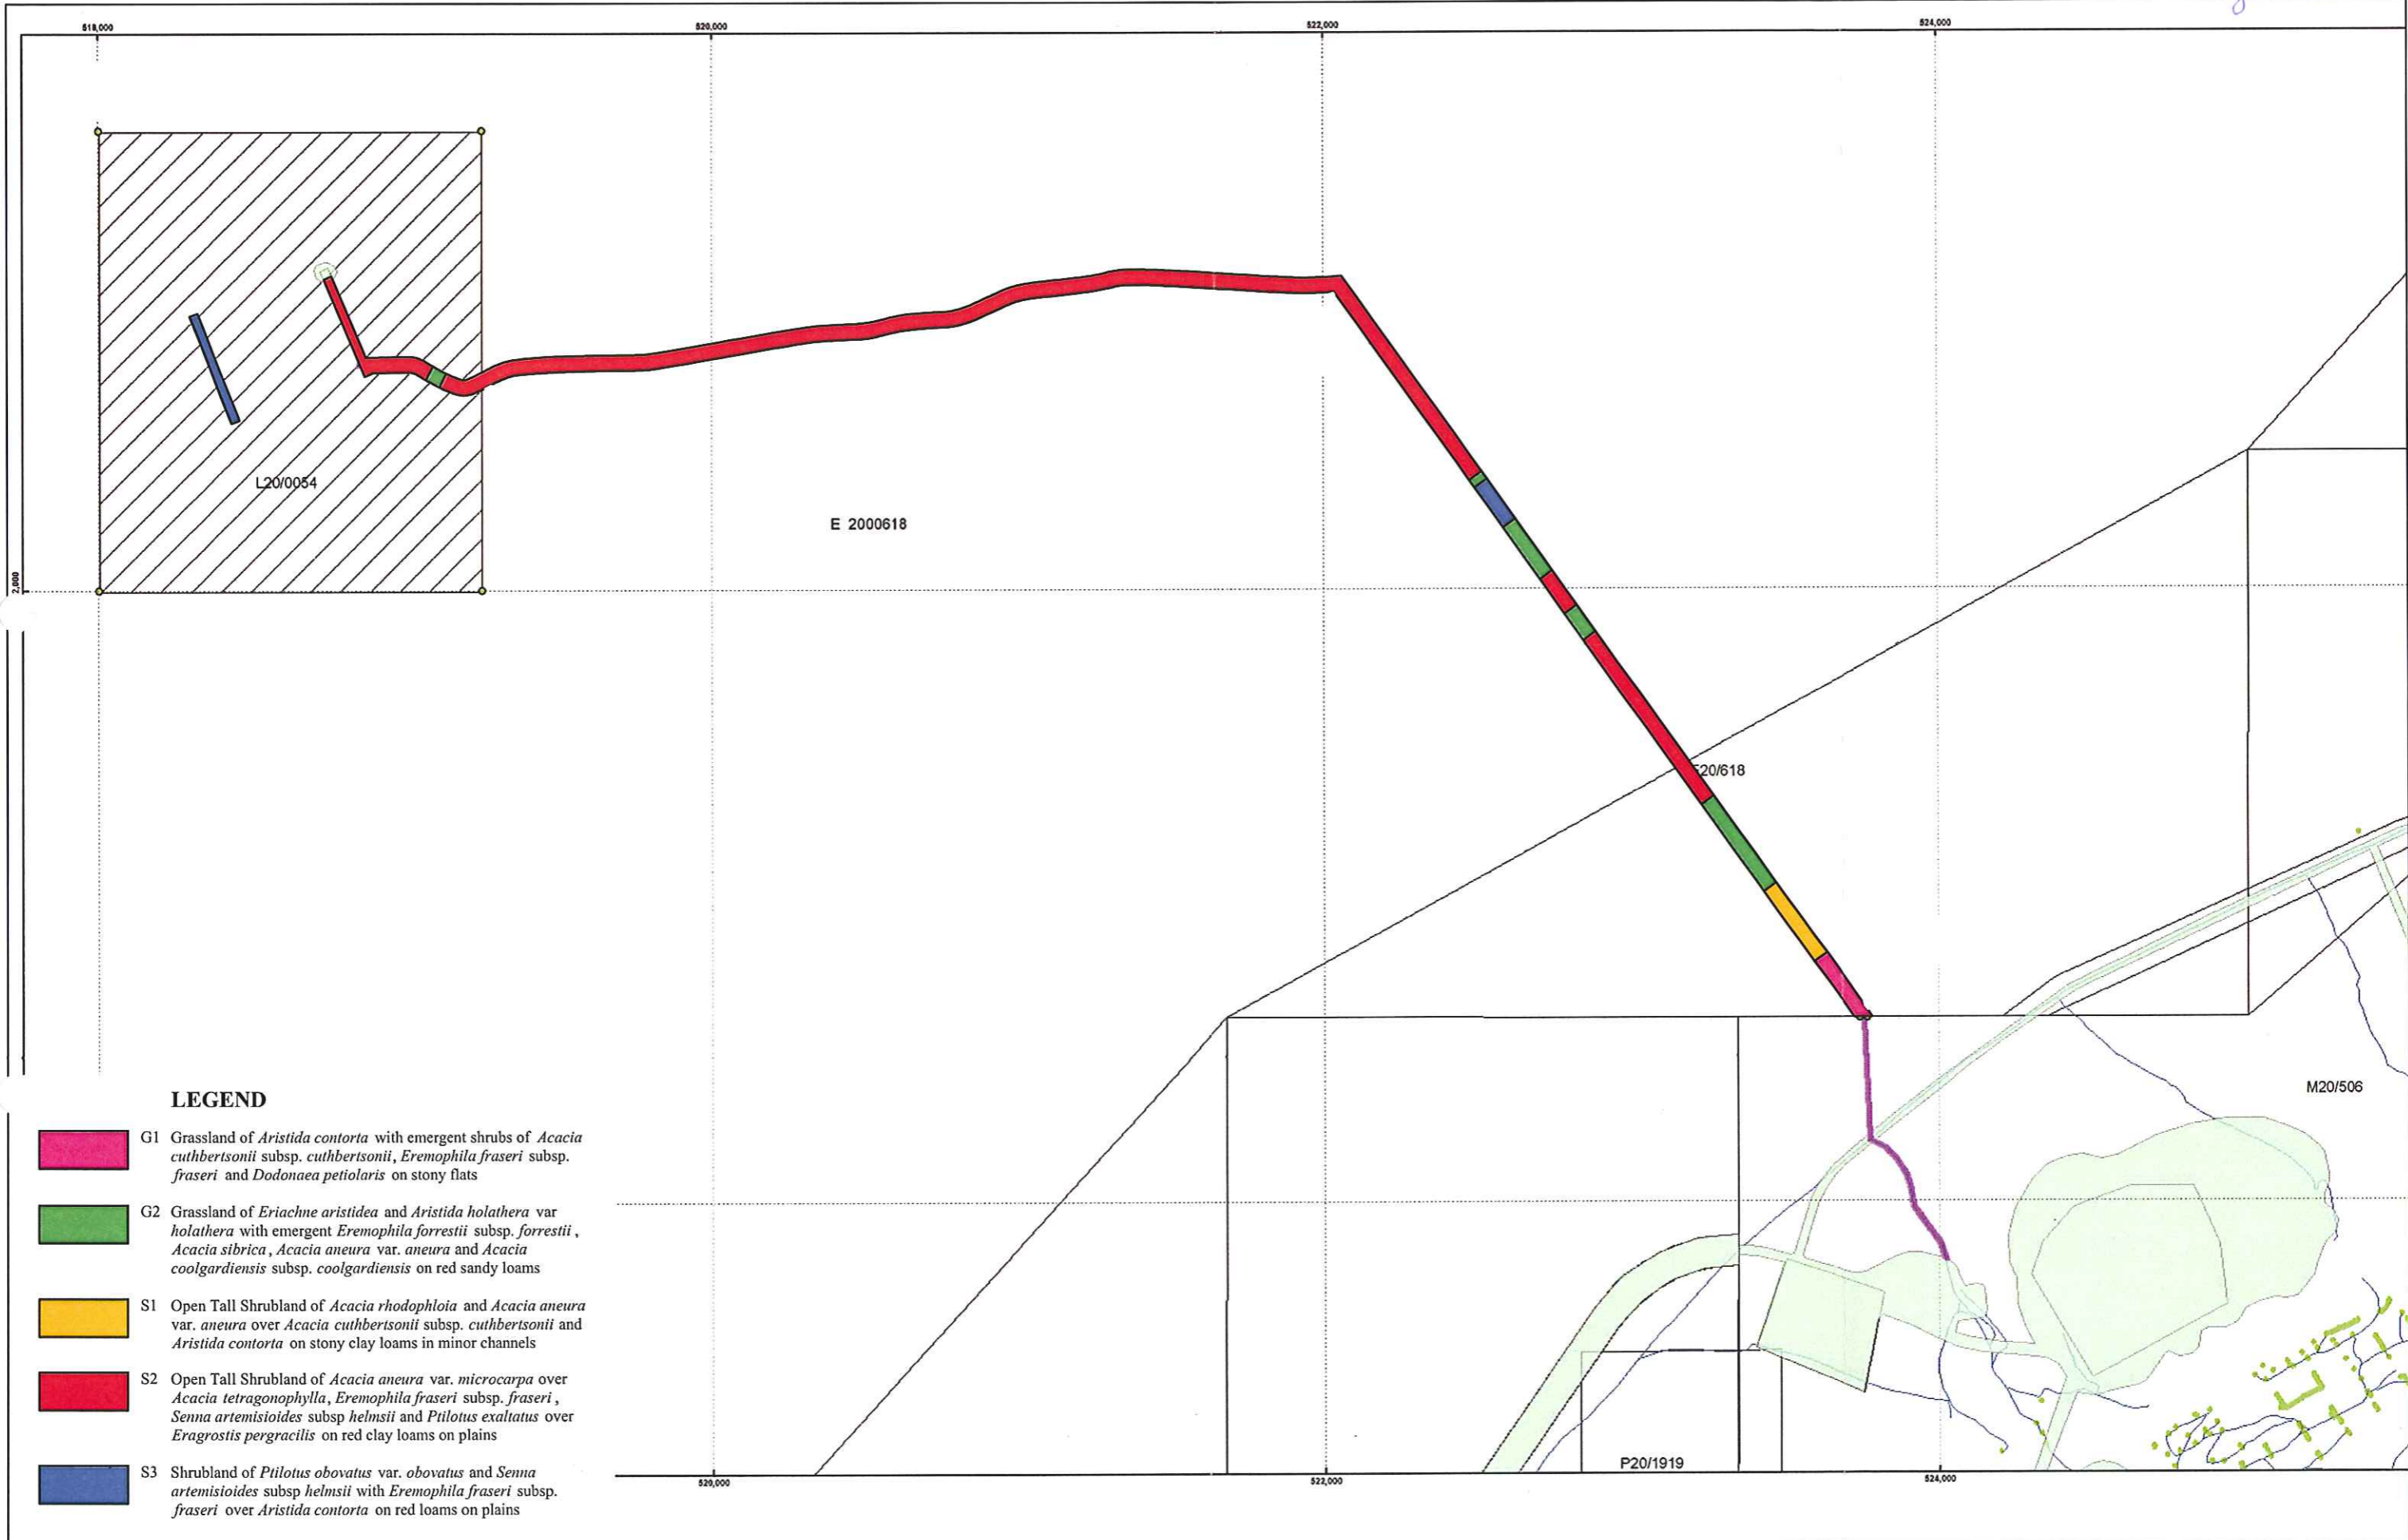 518,000
520,000
522,000
524,000
L20/0054
E 2000618
2,000
20/618
M20/506
LEGEND
G1 Grassland of Aristida contorta with emergent shrubs of Acacia
cuthbertsonii subsp. cuthbertsonii, Eremophila fraseri subsp.
fraseri and Dodonaea petiolaris on stony flats
G2 Grassland of Eriachne aristidea and Aristida holathera var
holathera with emergent Eremophila forrestii subsp. forrestii ,
Acacia sibrica , Acacia aneura var. aneura and Acacia
coolgardiensis subsp. coolgardiensis on red sandy loams
S1 Open Tall Shrubland of Acacia rhodophloia and Acacia aneura
var. aneura over Acacia cuthbertsonii subsp. cuthbertsonii and
Aristida contorta on stony clay loams in minor channels
S2 Open Tall Shrubland of Acacia aneura var. microcarpa over
Acacia tetragonophylla, Eremophila fraseri subsp. fraseri ,
Senna artemisioides subsp helmsii and Ptilotus exaltatus over
Eragrostis pergracilis on red clay loams on plains
S3 Shrubland of Ptilotus obovatus var. obovatus and Senna
artemisioides subsp helmsii with Eremophila fraseri subsp.
fraseri over Aristida contorta on red loams on plains
P20/1919
520,000
522,000
524,000